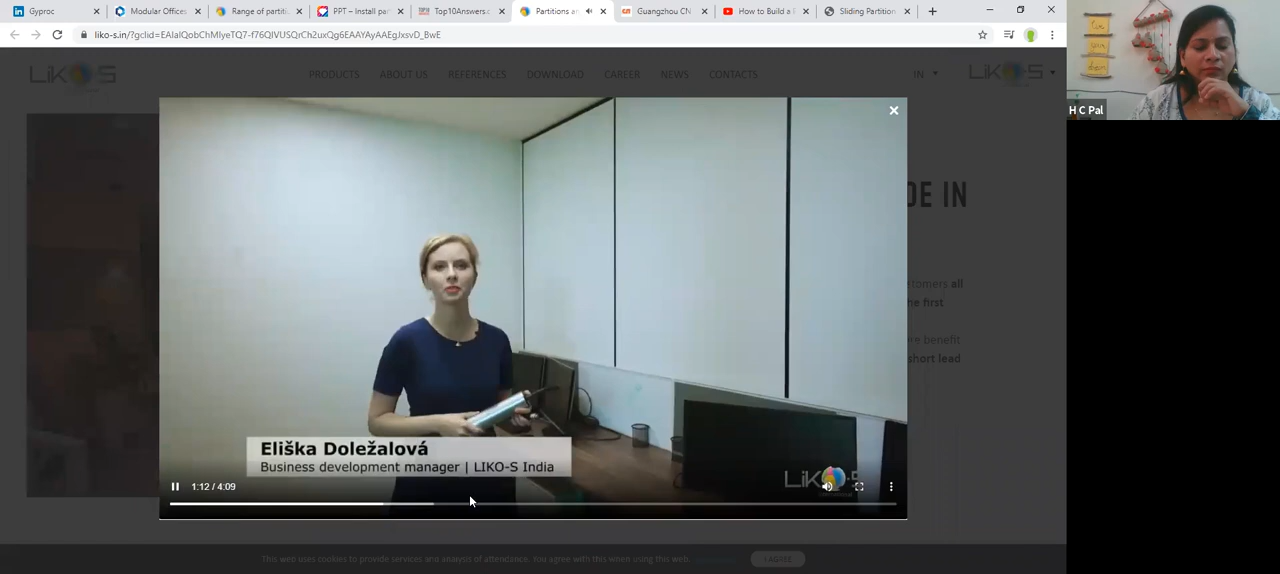 Gyproc
Modular Offices
Range of partiti
PPT – Install pa
Top10Answers.c
Partitions a
Guangzhou CN
How to Build a
Sliding Partition
liko-s.in/?gclid=EAIaIQobChMIyeTQ7-f76QIVUSQrCh2uxQg6EAAYAyAAEgJxsvD_BwE
LIKO-S
PRODUCTS
ABOUT US
REFERENCES
DOWNLOAD
CAREER
NEWS
CONTACTS
IN
LIKO-S
DE IN
tomers all
he first
re benefit
short lead
Eliška Doležalová
Business development manager | LIKO-S India
1:12 / 4:09
This web uses cookies to provide services and analysis of attendance. You agree with this when using this web.
I AGREE
H C Pal